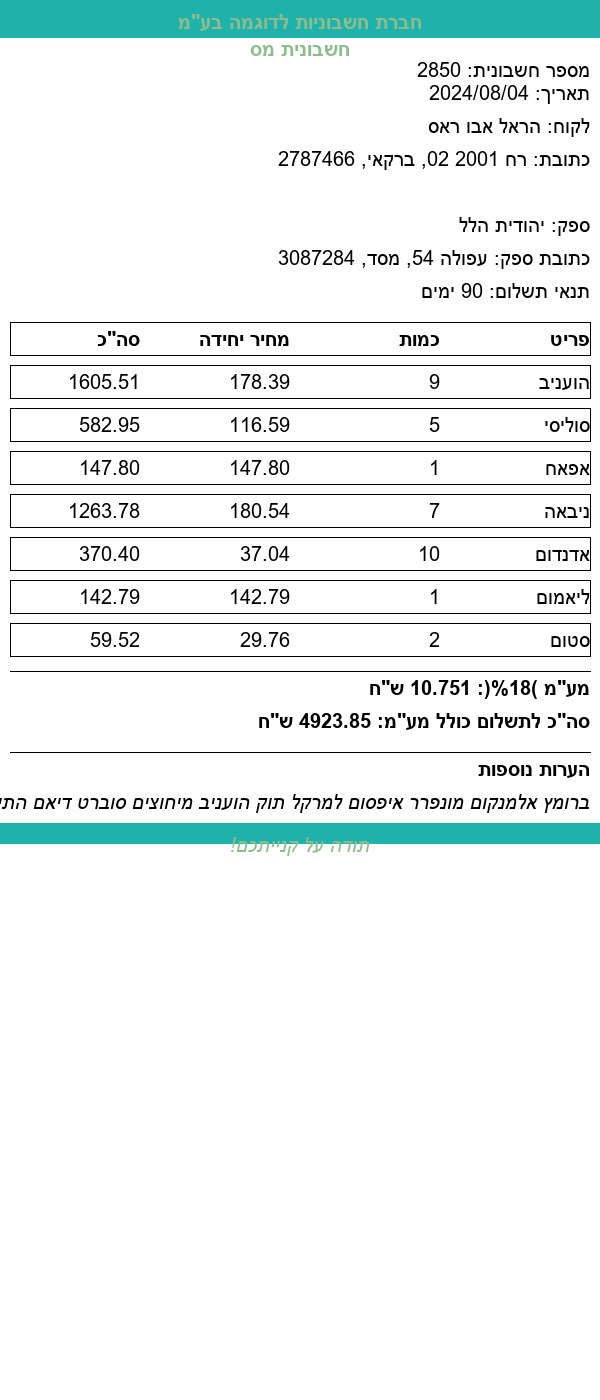 חברת חשבוניות לדוגמה בע"מ
חשבונית מס
מספר חשבונית: 2850
תאריך: 2024/08/04
לקוח: הראל אבו ראס
כתובת: רח 2001 02, ברקאי, 2787466
ספק: יהודית הלל
כתובת ספק: עפולה 54, מסד, 3087284
תנאי תשלום: 90 ימים
פריט כמות מחיר יחידה סה"כ
הועניב 9 178.39 1605.51
סוליסי 5 116.59 582.95
אפאח 1 147.80 147.80
ניבאה 7 180.54 1263.78
אדנדום 10 37.04 370.40
ליאמום 1 142.79 142.79
סטום 2 29.76 59.52
מע"מ )18%(: 10.751 ש"ח
סה"כ לתשלום כולל מע"מ: 4923.85 ש"ח
הערות נוספות
ברומץ אלמנקום מונפרר איפסום למרקל תוק הועניב מיחוצים סוברט דיאם
תודה על קנייתכם!